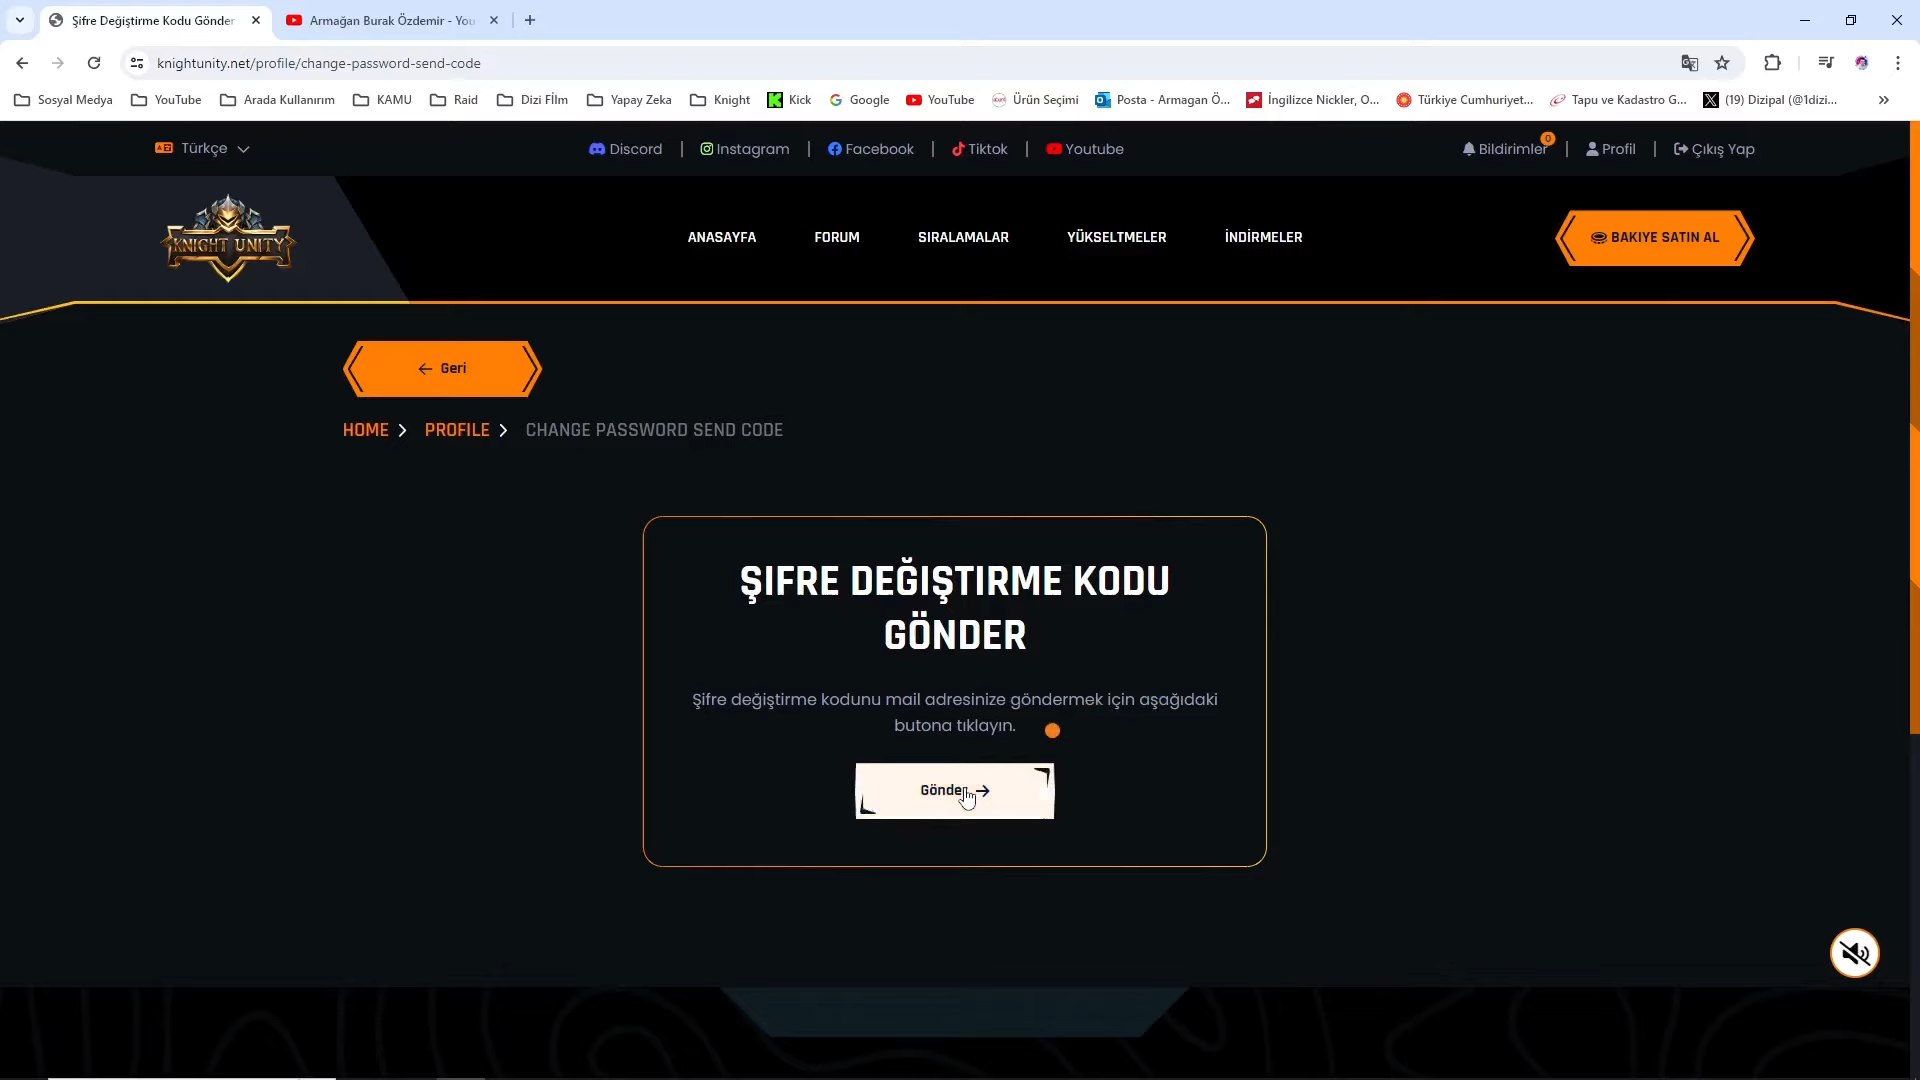 Şifre Değiştirme Kodu Gönder
Armağan Burak Özdemir - You
knightunity.net/profile/change-password-send-code
Sosyal Medya YouTube Arada Kullanırım KAMU Raid Dizi Fİlm Yapay Zeka Knight Kick Google YouTube Ürün Seçimi Posta - Armagan Ö... İngilizce Nickler, O... Türkiye Cumhuriyet... Tapu ve Kadastro G... (19) Dizipal (@1dizi...
Türkçe Discord | Instagram | Facebook | Tiktok | Youtube Bildirimler 0 | Profil | Çıkış Yap
KNIGHT UNITY
ANASAYFA FORUM SIRALAMALAR YÜKSELTMELER İNDİRMELER
BAKIYE SATIN AL
Geri
HOME PROFILE CHANGE PASSWORD SEND CODE
ŞIFRE DEĞIŞTIRME KODU
GÖNDER
Şifre değiştirme kodunu mail adresinize göndermek için aşağıdaki
butona tıklayın.
Gönder